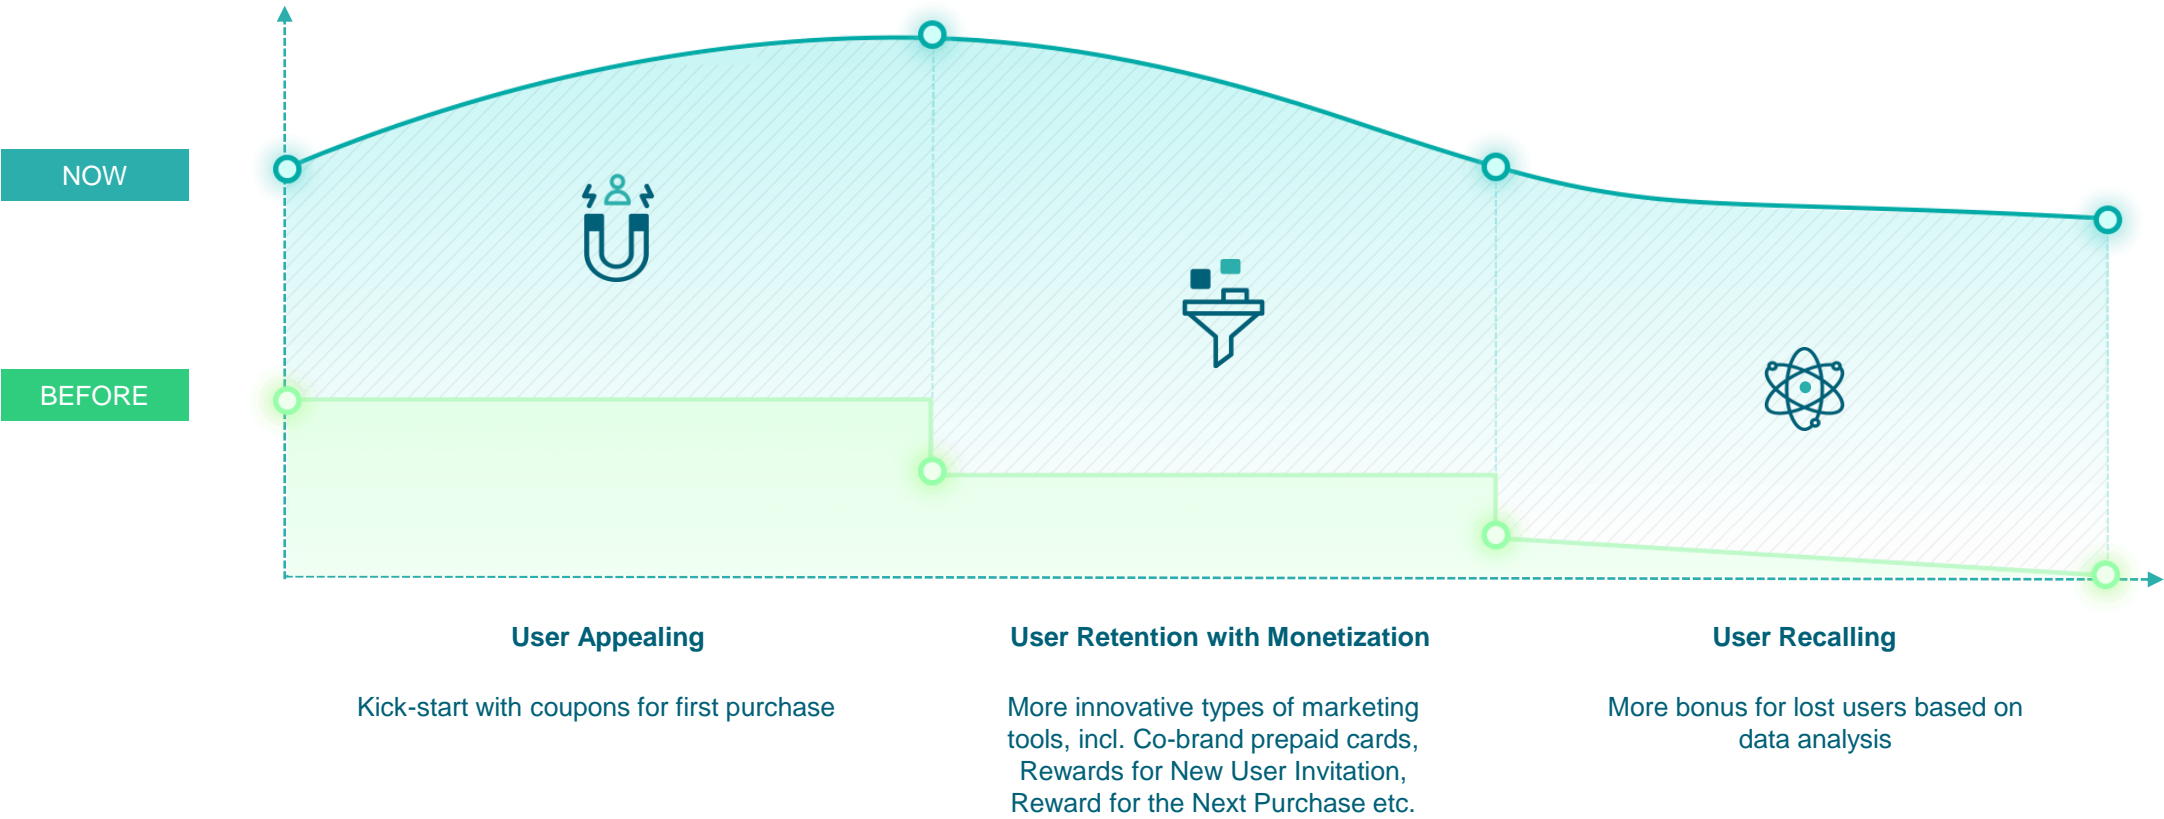 NOW
BEFORE
User Appealing
Kick-start with coupons for first purchase
User Retention with Monetization
More innovative types of marketing
tools, incl. Co-brand prepaid cards,
Rewards for New User Invitation,
Reward for the Next Purchase etc.
User Recalling
More bonus for lost users based on
data analysis